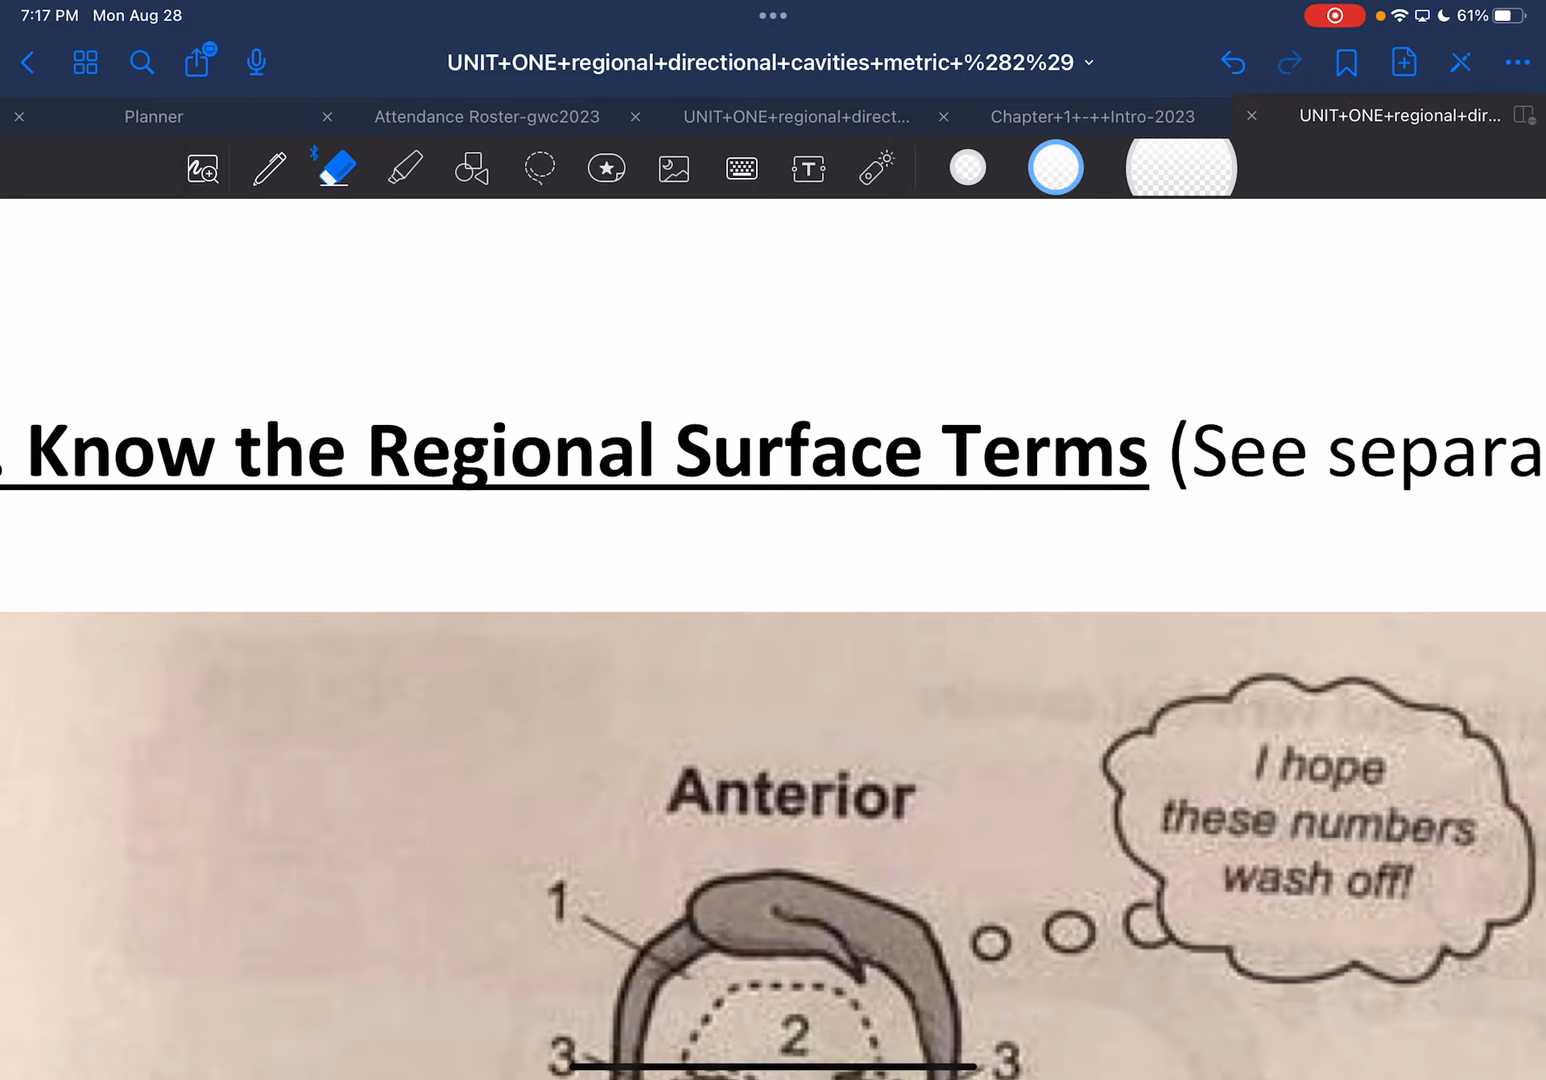 7:17 PM Mon Aug 28
61%
UNIT+ONE+regional+directional+cavities+metric+%282%29
Planner
Attendance Roster-gwc2023
UNIT+ONE+regional+direct...
Chapter+1+-++Intro-2023
UNIT+ONE+regional+dir...
T
. Know the Regional Surface Terms (See separa
Anterior
I hope
these numbers
wash off!
1
2
3
3